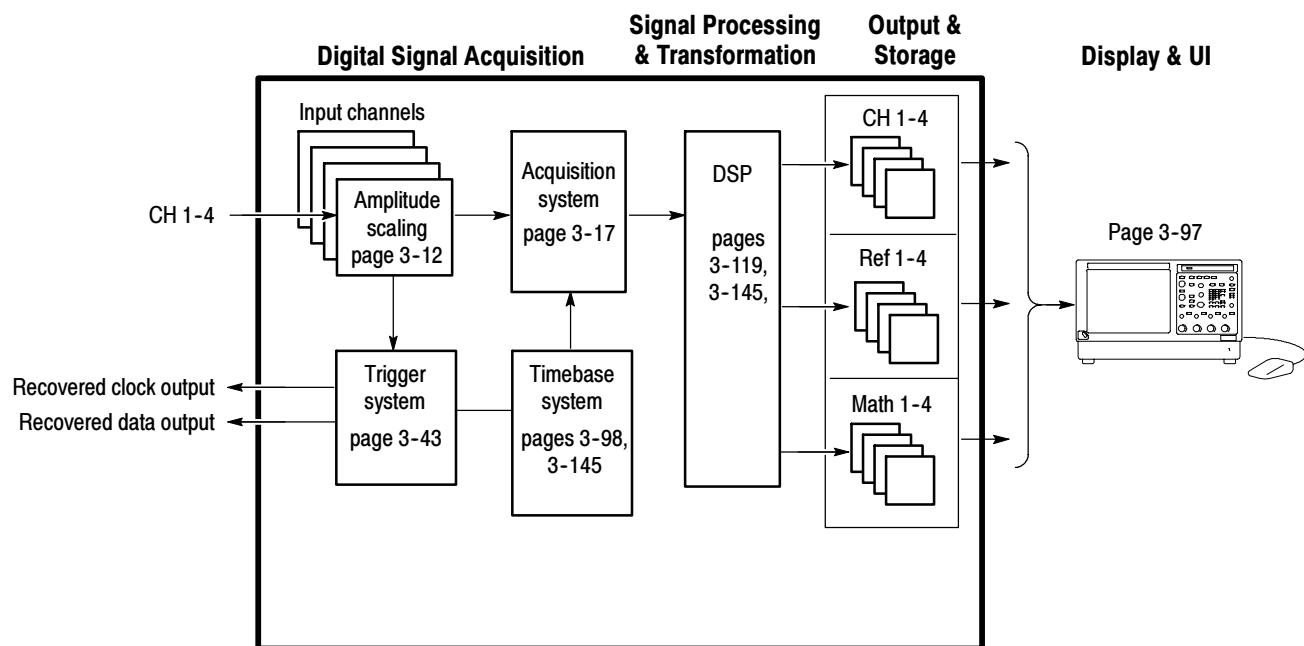 Digital Signal Acquisition
Signal Processing
& Transformation
Output &
Storage
Display & UI
Input channels
CH 1-4
Amplitude
scaling
page 3-12
Acquisition
system
page 3-17
DSP
pages
3-119,
3-145,
CH 1-4
Ref 1-4
Math 1-4
Page 3-97
Recovered clock output
Recovered data output
Trigger
system
page 3-43
Timebase
system
pages 3-98,
3-145